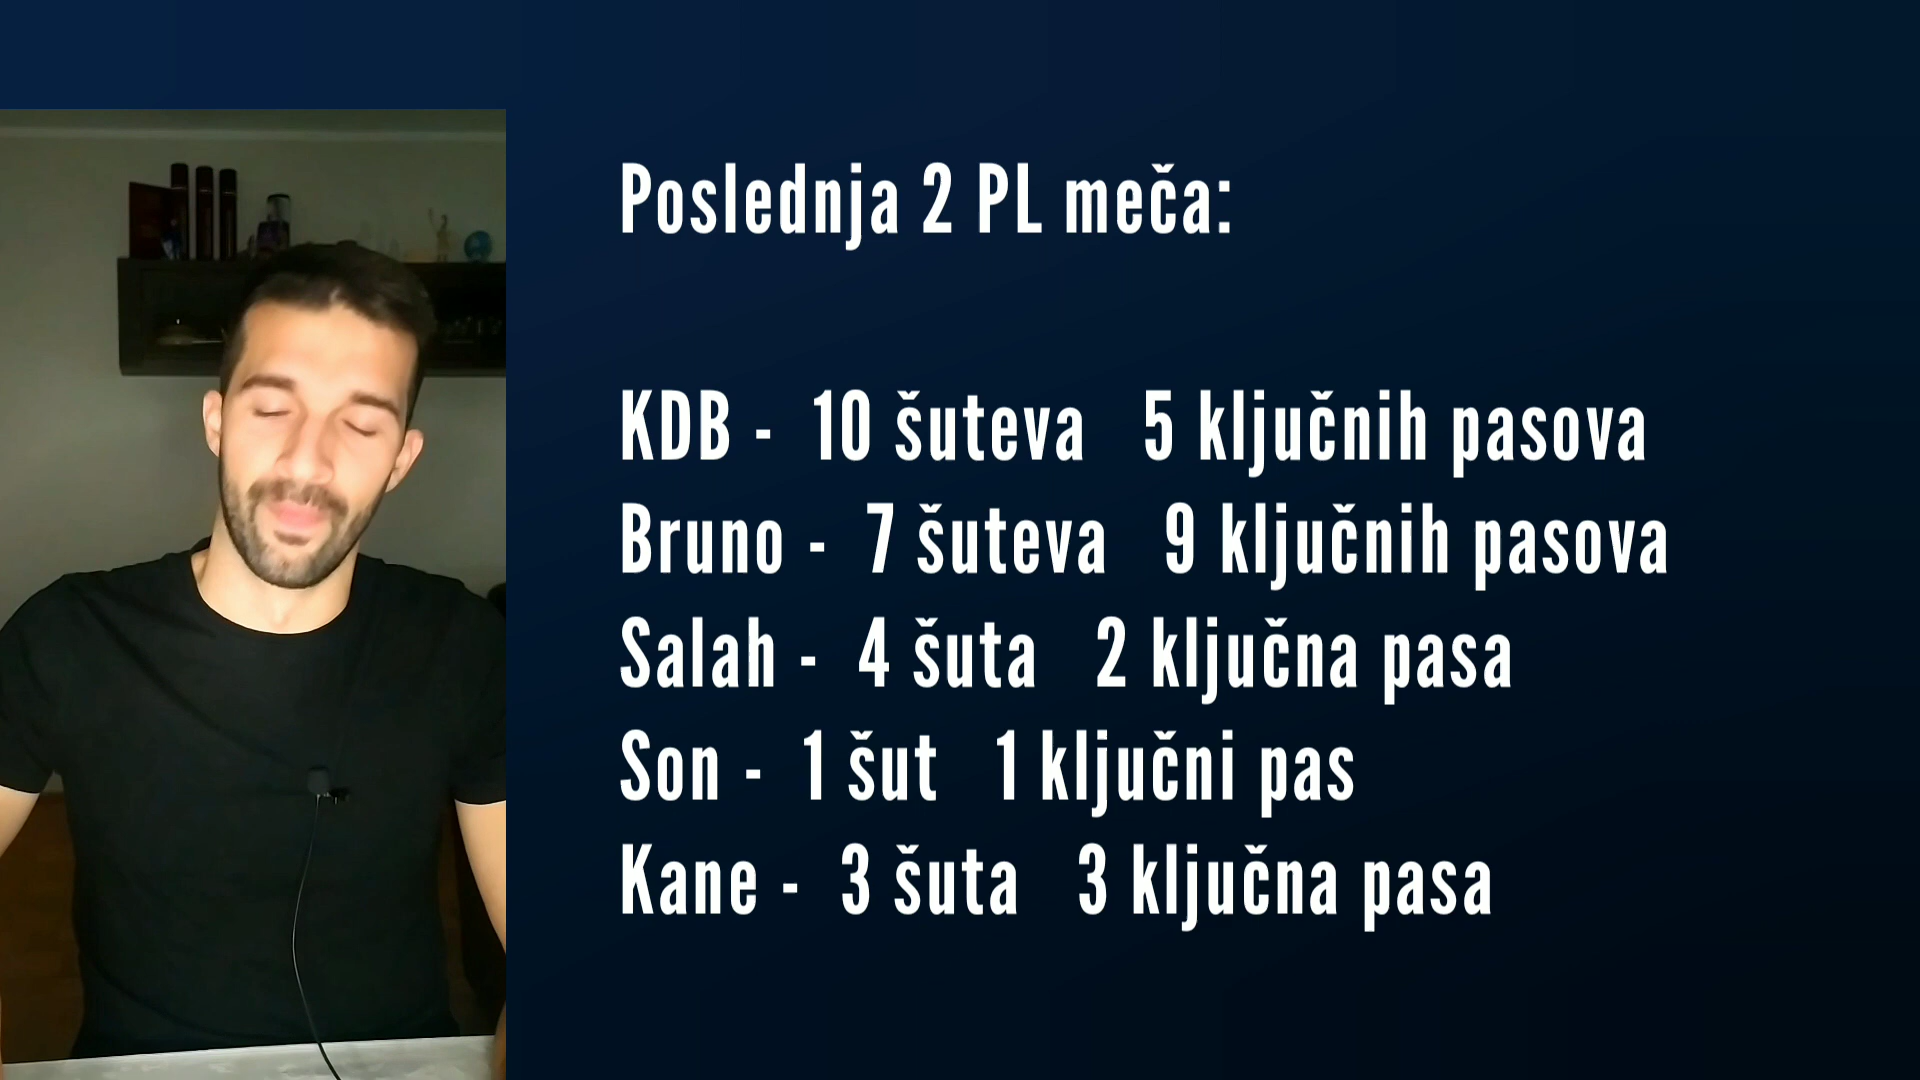 Poslednja 2 PL meča:
KDB - 10 šuteva 5 ključnih pasova
Bruno - 7 šuteva 9 ključnih pasova
Salah - 4 šuta 2 ključna pasa
Son - 1 šut 1 ključni pas
Kane - 3 šuta 3 ključna pasa